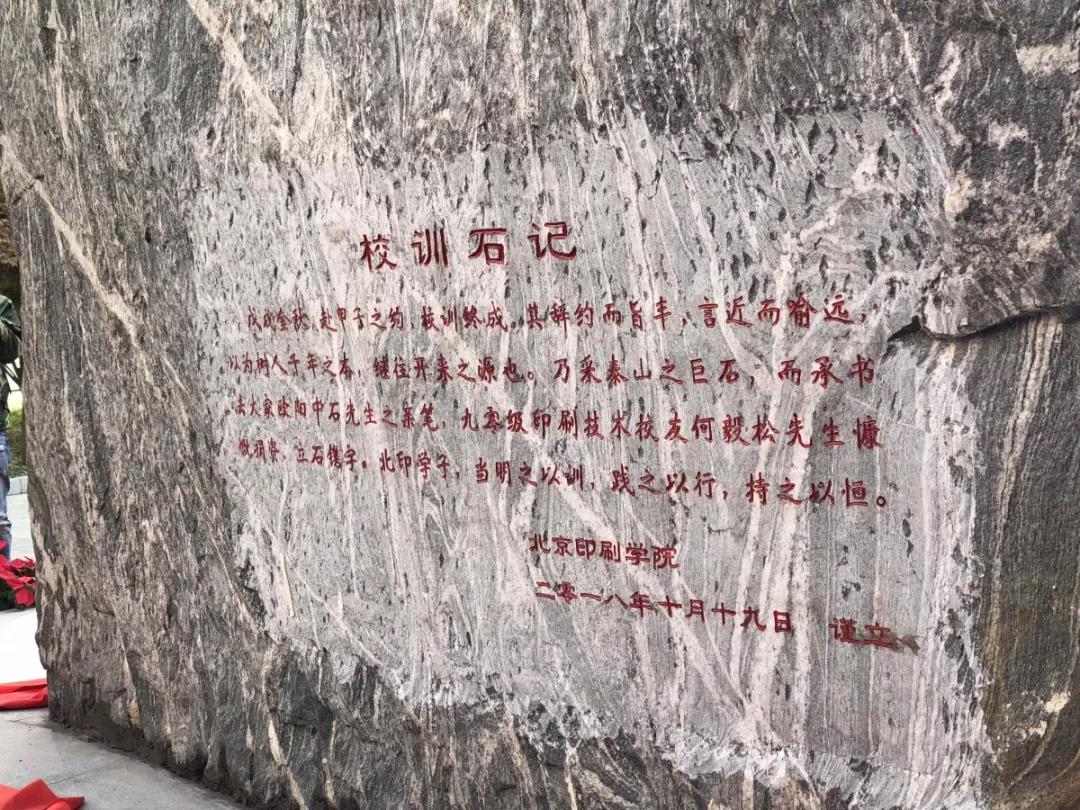 校训石记
戊戌金秋,赴甲子之约,校训终成。其辞约而旨丰,言近而喻远,
以为树人千年之本,继往开来之源也。乃采泰山之巨石,而承书
法大家欧阳中石先生之亲笔,九零级印刷技术校友何毅松先生慷
慨捐资,立石镌字。北印学子,当明之以训,践之以行,持之以恒。
北京印刷学院
二零一八年十月十九日 谨立